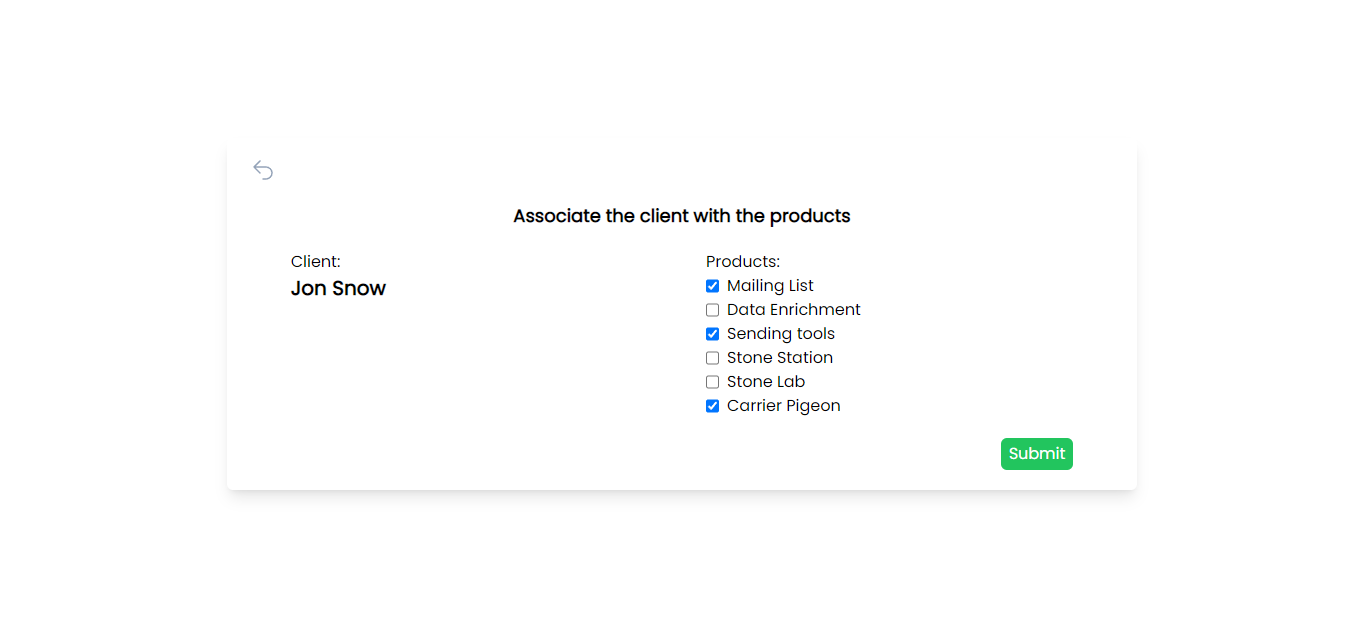 Associate the client with the products
Client:
Jon Snow
Products:
Mailing List
Data Enrichment
Sending tools
Stone Station
Stone Lab
Carrier Pigeon
Submit